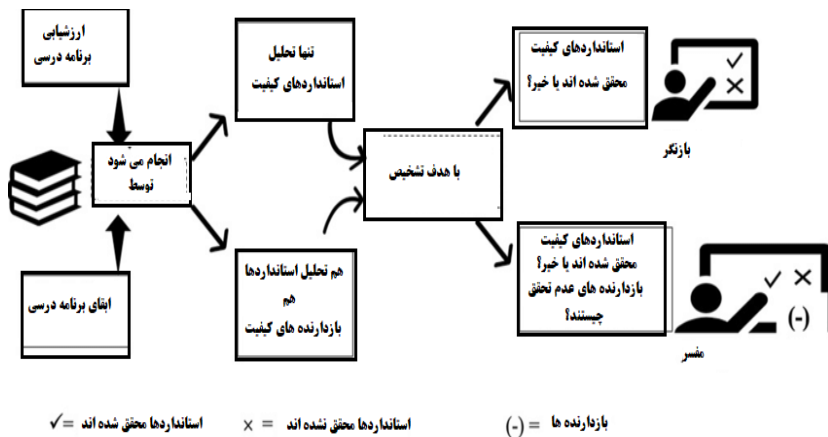 ارزشیابی
برنامه درسی
انجام می شود
توسط
ابقای برنامه درسی
تنها تحلیل
استانداردهای کیفیت
هم تحلیل استانداردها
هم
بازدارنده های کیفیت
با هدف تشخیص
استانداردهای کیفیت
محقق شده اند یا خیر؟
بازنگر
استانداردهای کیفیت
محقق شده اند یا خیر؟
بازدارنده های عدم تحقق
چیستند؟
(-)
مفسر
✓= استانداردها محقق شده اند
× = استانداردها محقق نشده اند
(-) = بازدارنده ها